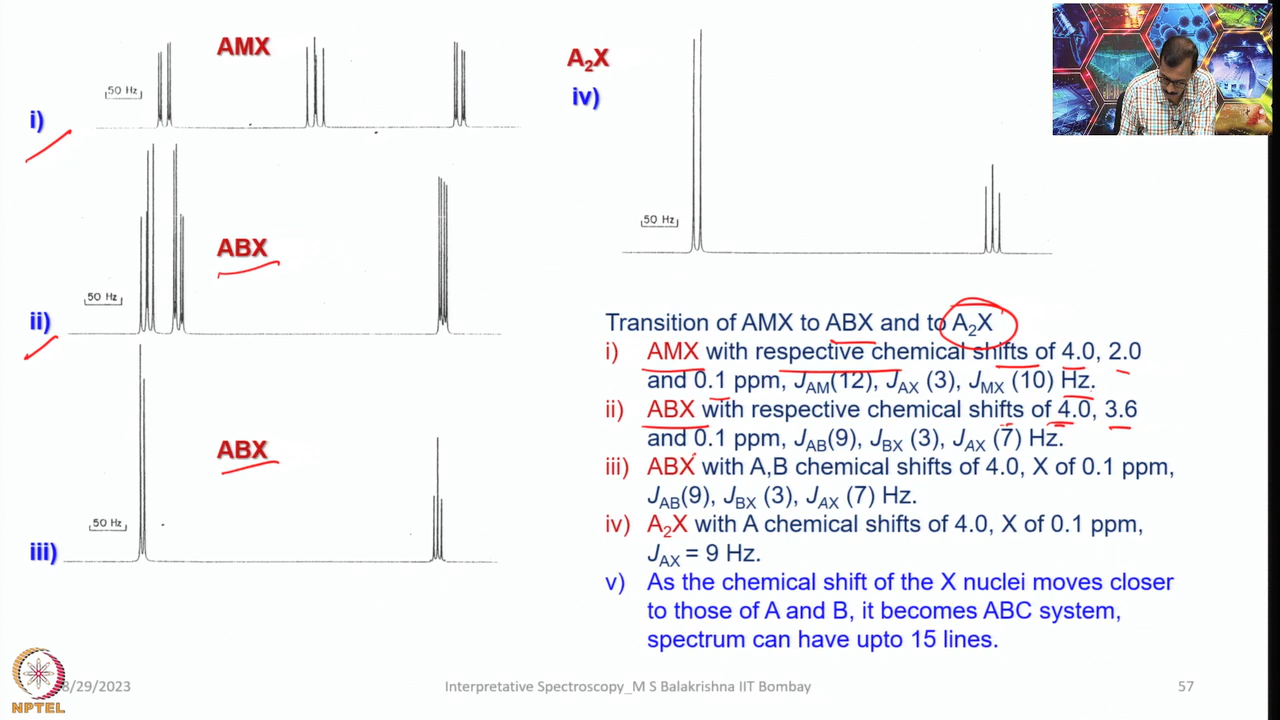 AMX
50 Hz
i)
ABX
50 Hz
ii)
ABX
50 Hz
iii)
A₂X
iv)
50 Hz
Transition of AMX to ABX and to A₂X
i) AMX with respective chemical shifts of 4.0, 2.0
and 0.1 ppm, JAM(12), JAX (3), JMX (10) Hz.
ii) ABX with respective chemical shifts of 4.0, 3.6
and 0.1 ppm, JAB(9), JBX (3), JAX (7) Hz.
iii) ABX with A,B chemical shifts of 4.0, X of 0.1 ppm,
JAB(9), JBX (3), JAX (7) Hz.
iv) A₂X with A chemical shifts of 4.0, X of 0.1 ppm,
JAX = 9 Hz.
v) As the chemical shift of the X nuclei moves closer
to those of A and B, it becomes ABC system,
spectrum can have upto 15 lines.
8/29/2023
Interpretative Spectroscopy_M S Balakrishna IIT Bombay
57
NPTEL